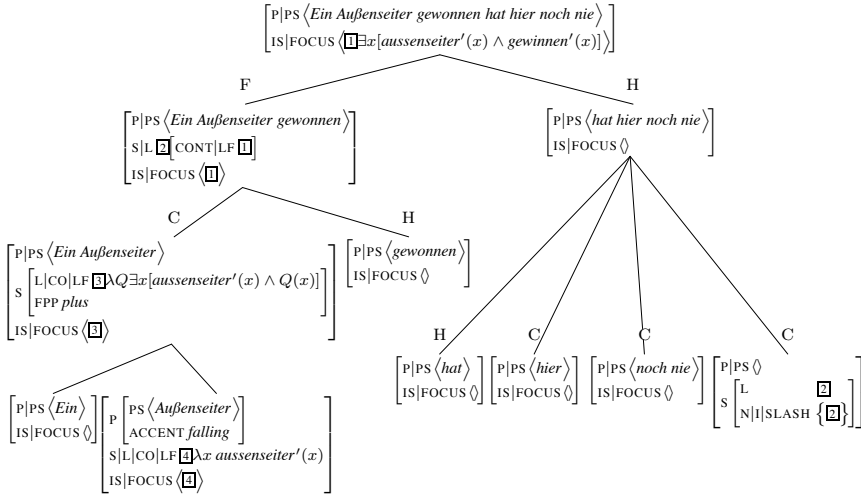 P|PS ⟨Ein Außenseiter gewonnen hat hier noch nie⟩
IS|FOCUS ⟨[1]∃x[aussenseiter′(x) ∧ gewinnen′(x)]⟩
F H
P|PS ⟨Ein Außenseiter gewonnen⟩
S|L [2][CONT|LF [1]]
IS|FOCUS ⟨[1]⟩
P|PS ⟨hat hier noch nie⟩
IS|FOCUS ⟨⟩
C H
P|PS ⟨Ein Außenseiter⟩
S [L|CO|LF [3]λQ∃x[aussenseiter′(x) ∧ Q(x)]
FPP plus]
IS|FOCUS ⟨[3]⟩
P|PS ⟨gewonnen⟩
IS|FOCUS ⟨⟩
H C C C
P|PS ⟨hat⟩
IS|FOCUS ⟨⟩
P|PS ⟨hier⟩
IS|FOCUS ⟨⟩
P|PS ⟨noch nie⟩
IS|FOCUS ⟨⟩
P|PS ⟨⟩
S [L [2]
N|I|SLASH {[2]}]
P|PS ⟨Ein⟩
IS|FOCUS ⟨⟩
P [PS ⟨Außenseiter⟩
ACCENT falling]
S|L|CO|LF [4]λx aussenseiter′(x)
IS|FOCUS ⟨[4]⟩